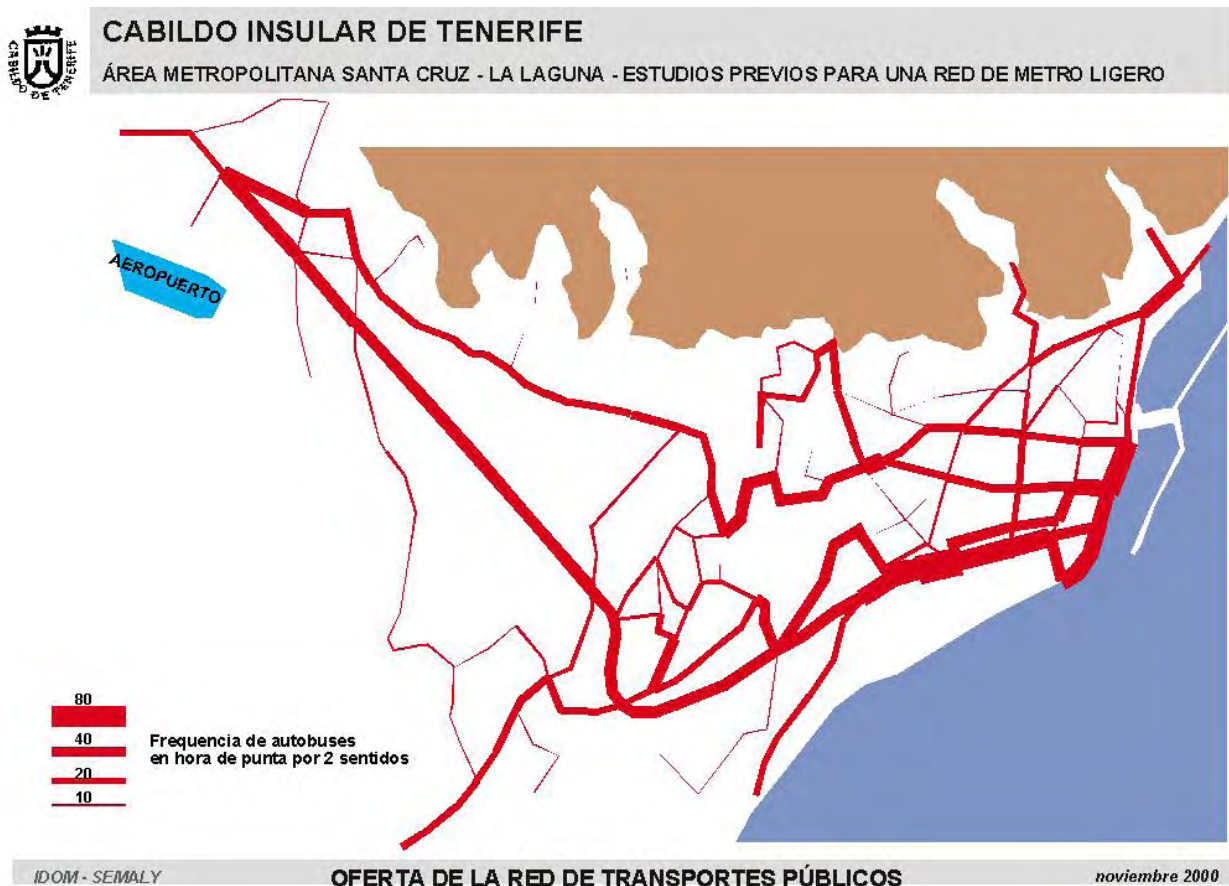 CABILDO INSULAR DE TENERIFE
ÁREA METROPOLITANA SANTA CRUZ - LA LAGUNA - ESTUDIOS PREVIOS PARA UNA RED DE METRO LIGERO
CABILDO DE TENERIFE
AEROPUERTO
80
40
20
10
Frequencia de autobuses
en hora de punta por 2 sentidos
IDOM - SEMALY
OFERTA DE LA RED DE TRANSPORTES PÚBLICOS
noviembre 2000